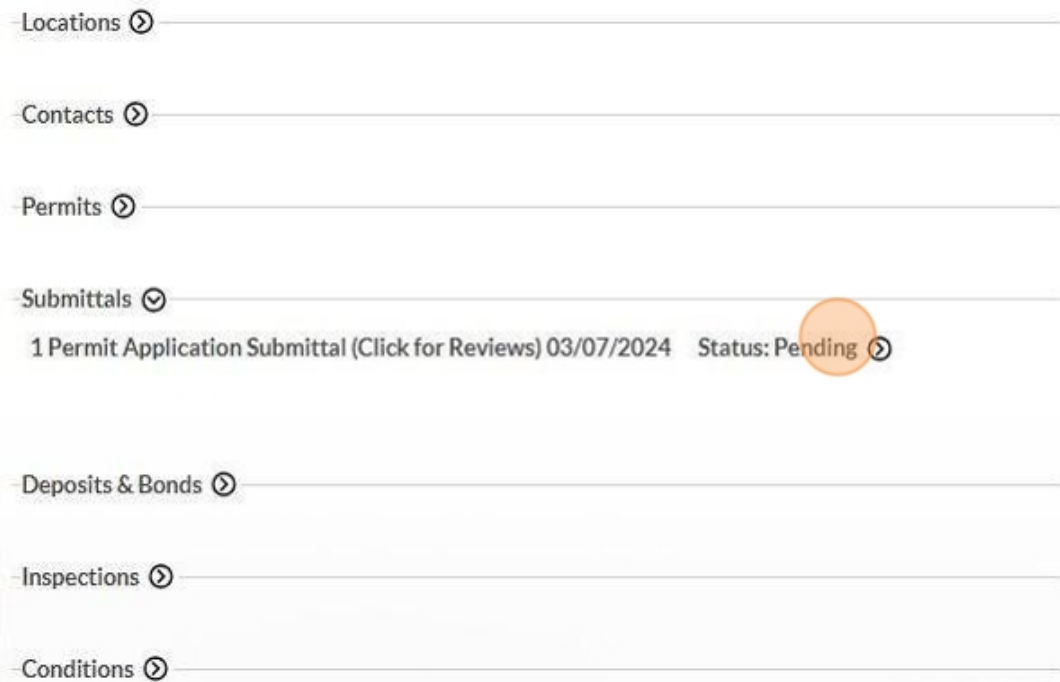 Locations
Contacts
Permits
Submittals
1 Permit Application Submittal (Click for Reviews) 03/07/2024 Status: Pending
Deposits & Bonds
Inspections
Conditions